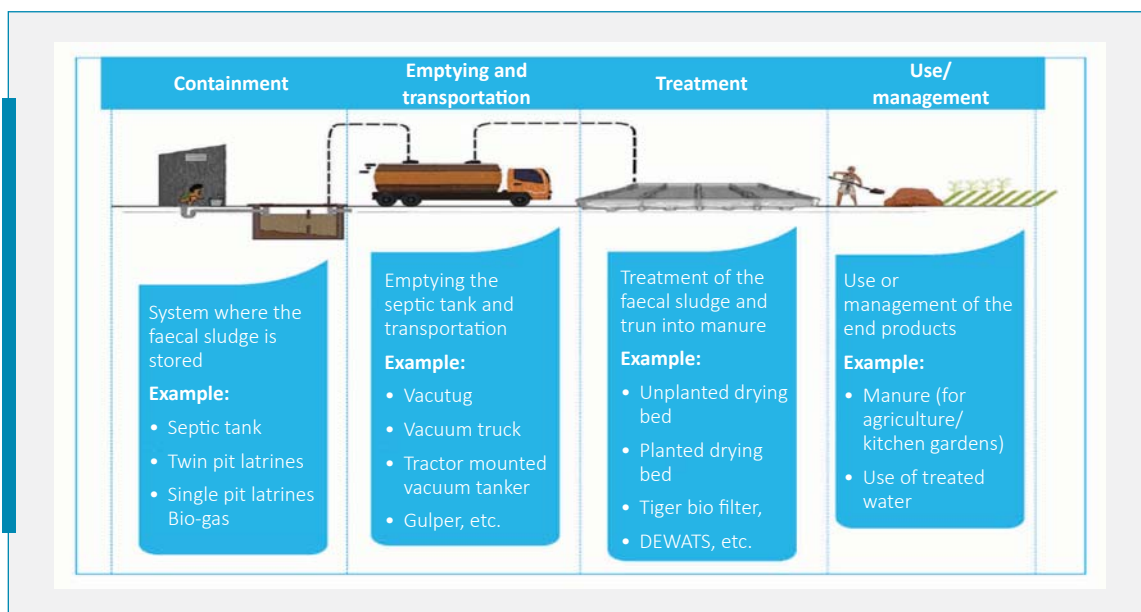 Containment
Emptying and
transportation
Treatment
Use/
management
System where the
faecal sludge is
stored
Example:
• Septic tank
• Twin pit latrines
• Single pit latrines
Bio-gas
Emptying the
septic tank and
transportation
Example:
• Vacutug
• Vacuum truck
• Tractor mounted
vacuum tanker
• Gulper, etc.
Treatment of the
faecal sludge and
trun into manure
Example:
• Unplanted drying
bed
• Planted drying
bed
• Tiger bio filter,
• DEWATS, etc.
Use or
management of the
end products
Example:
• Manure (for
agriculture/
kitchen gardens)
• Use of treated
water